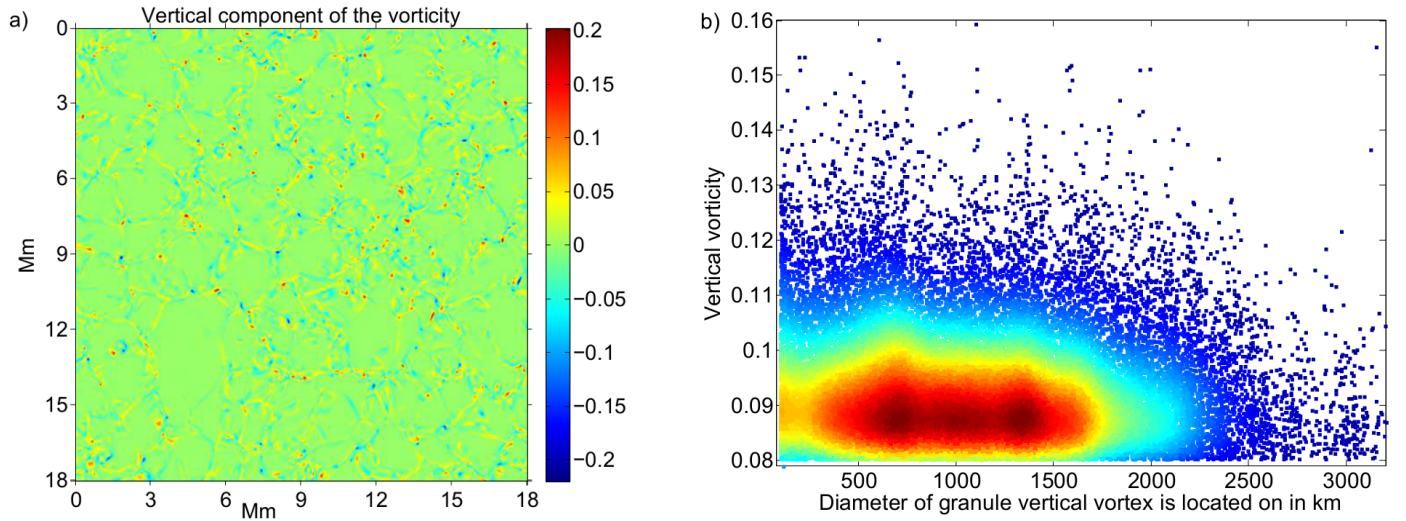 a)
Vertical component of the vorticity
0
3
6
9
12
15
18
Mm
0 3 6 9 12 15 18
Mm
0.2
0.15
0.1
0.05
0
−0.05
−0.1
−0.15
−0.2
b)
0.16
0.15
0.14
0.13
0.12
0.11
0.1
0.09
0.08
Vertical vorticity
500 1000 1500 2000 2500 3000
Diameter of granule vertical vortex is located on in km